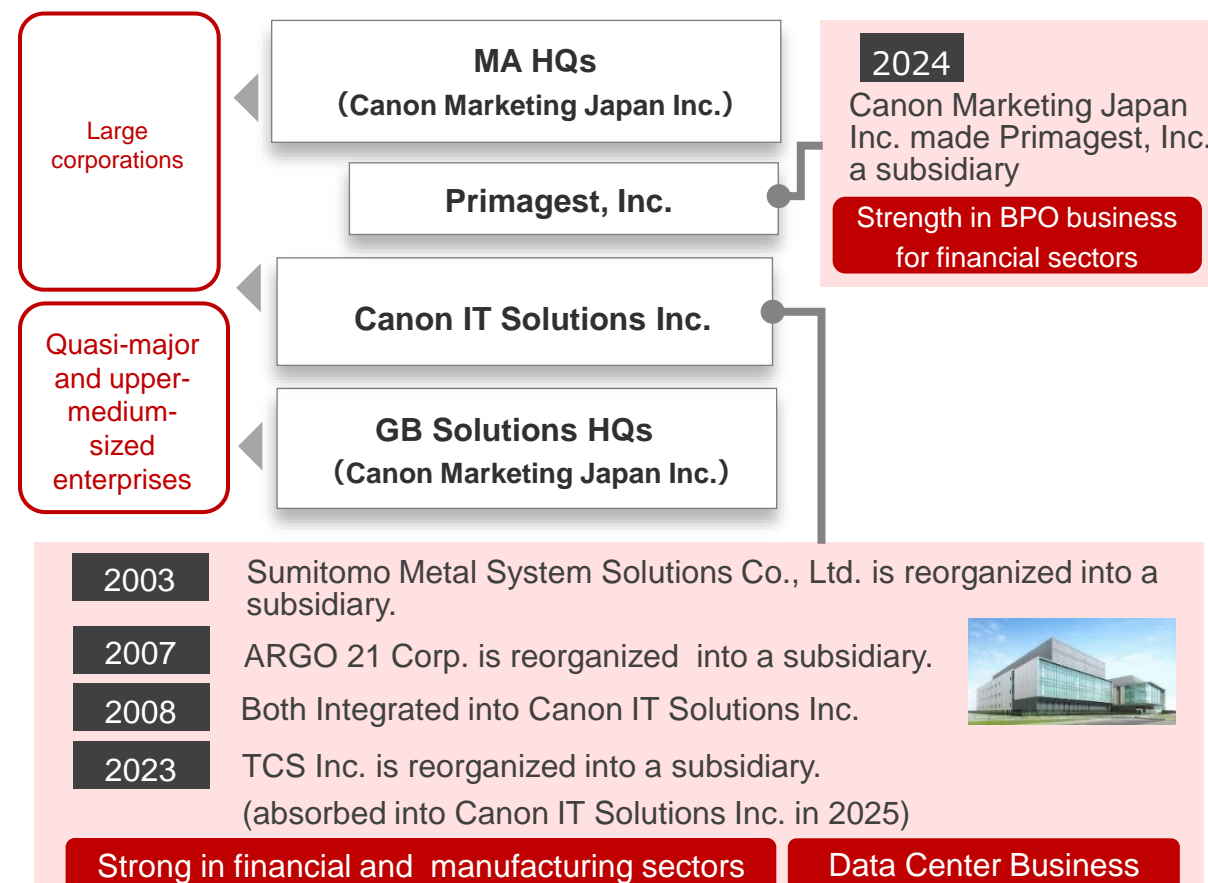 Large
corporations
MA HQs
（Canon Marketing Japan Inc.）
Primagest, Inc.
2024
Canon Marketing Japan
Inc. made Primagest, Inc.
a subsidiary
Strength in BPO business
for financial sectors
Canon IT Solutions Inc.
Quasi-major
and upper-
medium-
sized
enterprises
GB Solutions HQs
（Canon Marketing Japan Inc.）
2003 Sumitomo Metal System Solutions Co., Ltd. is reorganized into a
subsidiary.
2007 ARGO 21 Corp. is reorganized into a subsidiary.
2008 Both Integrated into Canon IT Solutions Inc.
2023 TCS Inc. is reorganized into a subsidiary.
(absorbed into Canon IT Solutions Inc. in 2025)
Strong in financial and manufacturing sectors
Data Center Business